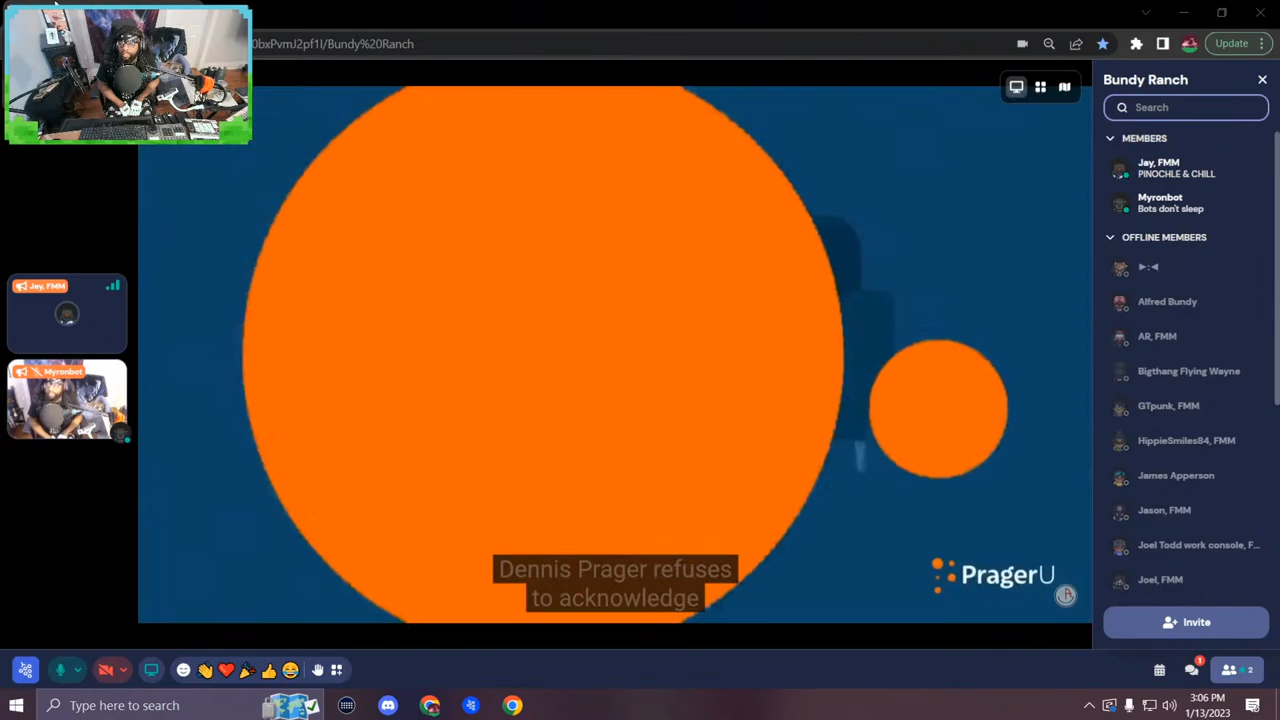 0bxPvmJ2pf1I/Bundy%20Ranch
Update
Bundy Ranch
Search
MEMBERS
Jay, FMM
PINOCHLE & CHILL
Myronbot
Bots don't sleep
OFFLINE MEMBERS
►:◄
Alfred Bundy
AR, FMM
Bigthang Flying Wayne
GTpunk, FMM
HippieSmiles84, FMM
James Apperson
Jason, FMM
Joel Todd work console, F...
Joel, FMM
Invite
Jay, FMM
Myronbot
Dennis Prager refuses
to acknowledge
PragerU
1
2
Type here to search
3:06 PM
1/13/2023